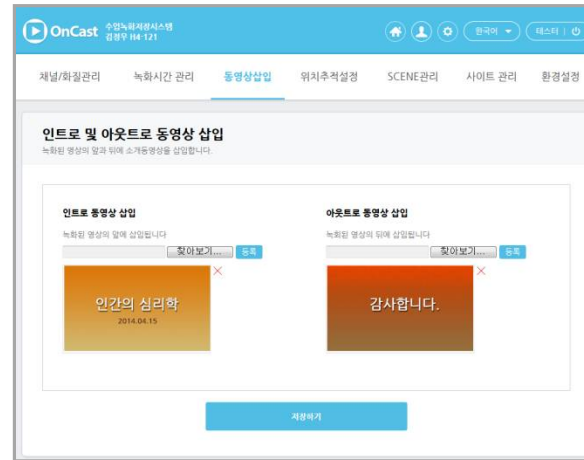 OnCast
수업녹화저장시스템
김정우 H4-121
한국어
테스터
채널/화질관리
녹화시간 관리
동영상삽입
위치추적설정
SCENE관리
사이트 관리
환경설정
인트로 및 아웃트로 동영상 삽입
녹화된 영상의 앞과 뒤에 소개동영상을 삽입합니다.
인트로 동영상 삽입
녹화된 영상의 앞에 삽입됩니다
찾아보기...
등록
인간의 심리학
2014.04.15
아웃트로 동영상 삽입
녹화된 영상의 뒤에 삽입됩니다
찾아보기...
등록
감사합니다.
저장하기